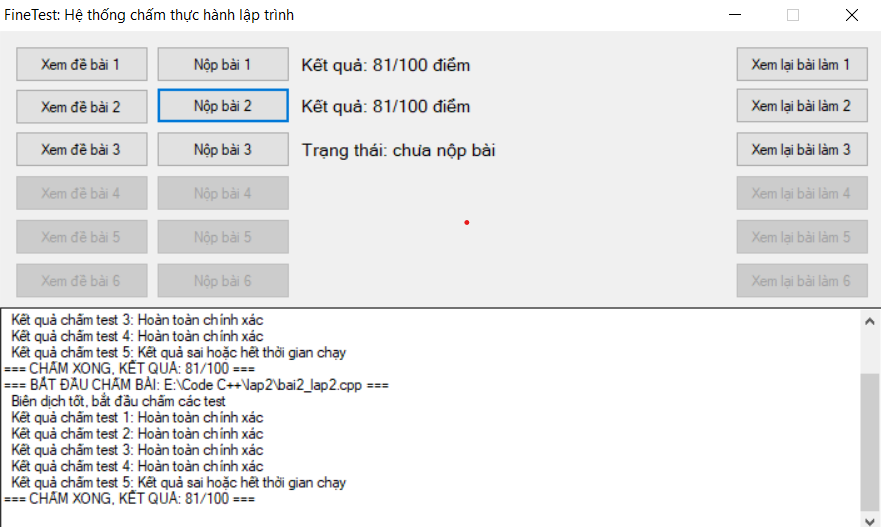 FineTest: Hệ thống chấm thực hành lập trình
Xem đề bài 1 Nộp bài 1 Kết quả: 81/100 điểm Xem lại bài làm 1
Xem đề bài 2 Nộp bài 2 Kết quả: 81/100 điểm Xem lại bài làm 2
Xem đề bài 3 Nộp bài 3 Trạng thái: chưa nộp bài Xem lại bài làm 3
Xem đề bài 4 Nộp bài 4 Xem lại bài làm 4
Xem đề bài 5 Nộp bài 5 Xem lại bài làm 5
Xem đề bài 6 Nộp bài 6 Xem lại bài làm 6
Kết quả chấm test 3: Hoàn toàn chính xác
Kết quả chấm test 4: Hoàn toàn chính xác
Kết quả chấm test 5: Kết quả sai hoặc hết thời gian chạy
=== CHẤM XONG, KẾT QUẢ: 81/100 ===
=== BẮT ĐẦU CHẤM BÀI: E:\Code C++\lap2\bai2_lap2.cpp ===
Biên dịch tốt, bắt đầu chấm các test
Kết quả chấm test 1: Hoàn toàn chính xác
Kết quả chấm test 2: Hoàn toàn chính xác
Kết quả chấm test 3: Hoàn toàn chính xác
Kết quả chấm test 4: Hoàn toàn chính xác
Kết quả chấm test 5: Kết quả sai hoặc hết thời gian chạy
=== CHẤM XONG, KẾT QUẢ: 81/100 ===